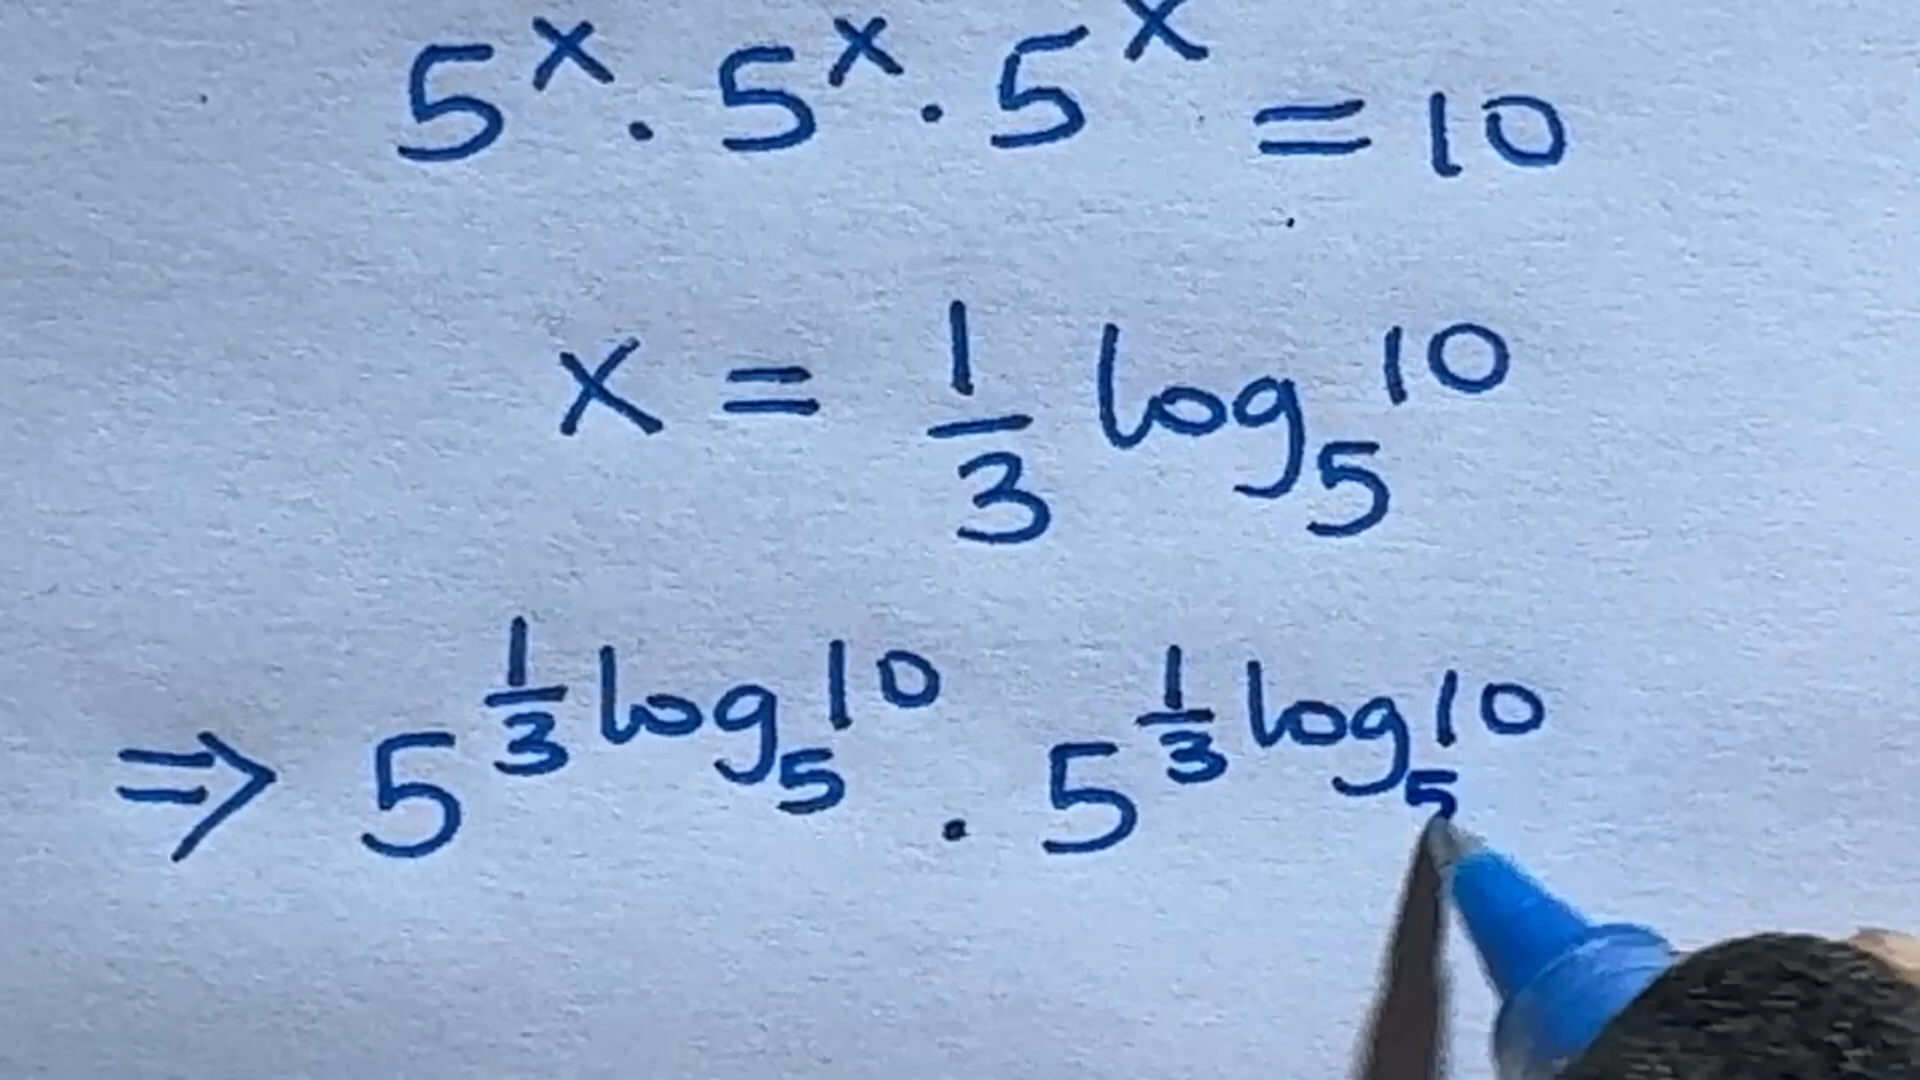 5^x · 5^x · 5^x = 10
x = 1/3 log_5 10
⇒ 5^(1/3 log_5 10) · 5^(1/3 log_5 10)